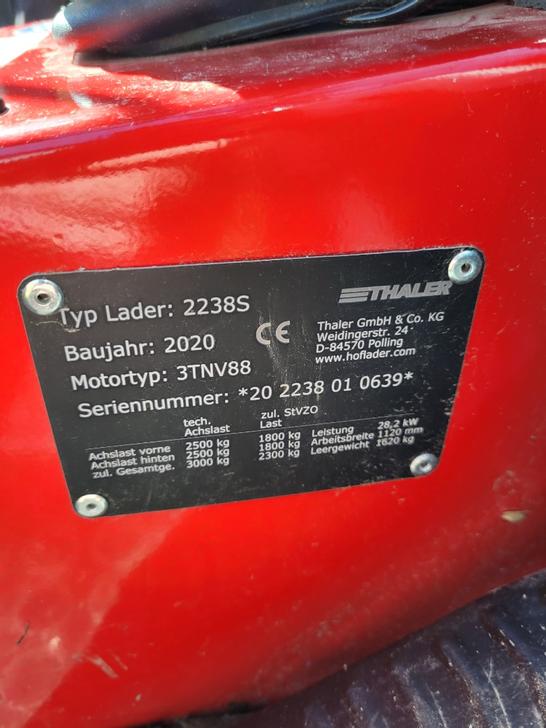 Typ Lader: 2238S
Baujahr: 2020
Motortyp: 3TNV88
Seriennummer: *20 2238 01 0639*
CE
THALER
Thaler GmbH & Co. KG
Weidingerstr. 24
D-84570 Polling
www.hoflader.com
tech. Achslast zul. StVZO Last
Achslast vorne 2500 kg 1800 kg Leistung 28,2 kW
Achslast hinten 2500 kg 1800 kg Arbeitsbreite 1120 mm
zul. Gesamtge. 3000 kg 2300 kg Leergewicht 1620 kg